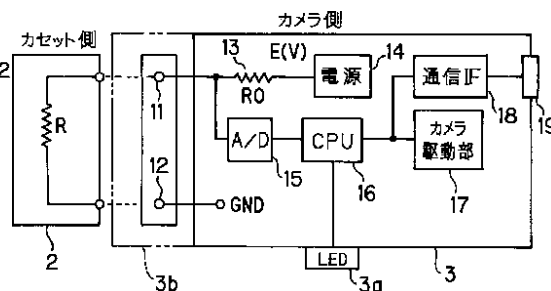 カセット側
カメラ側
2
R
11
12
13
R0
E(V)
電源
14
A/D
15
CPU
16
GND
通信IF
18
19
カメラ
駆動部
17
LED
2
3b
3a
3